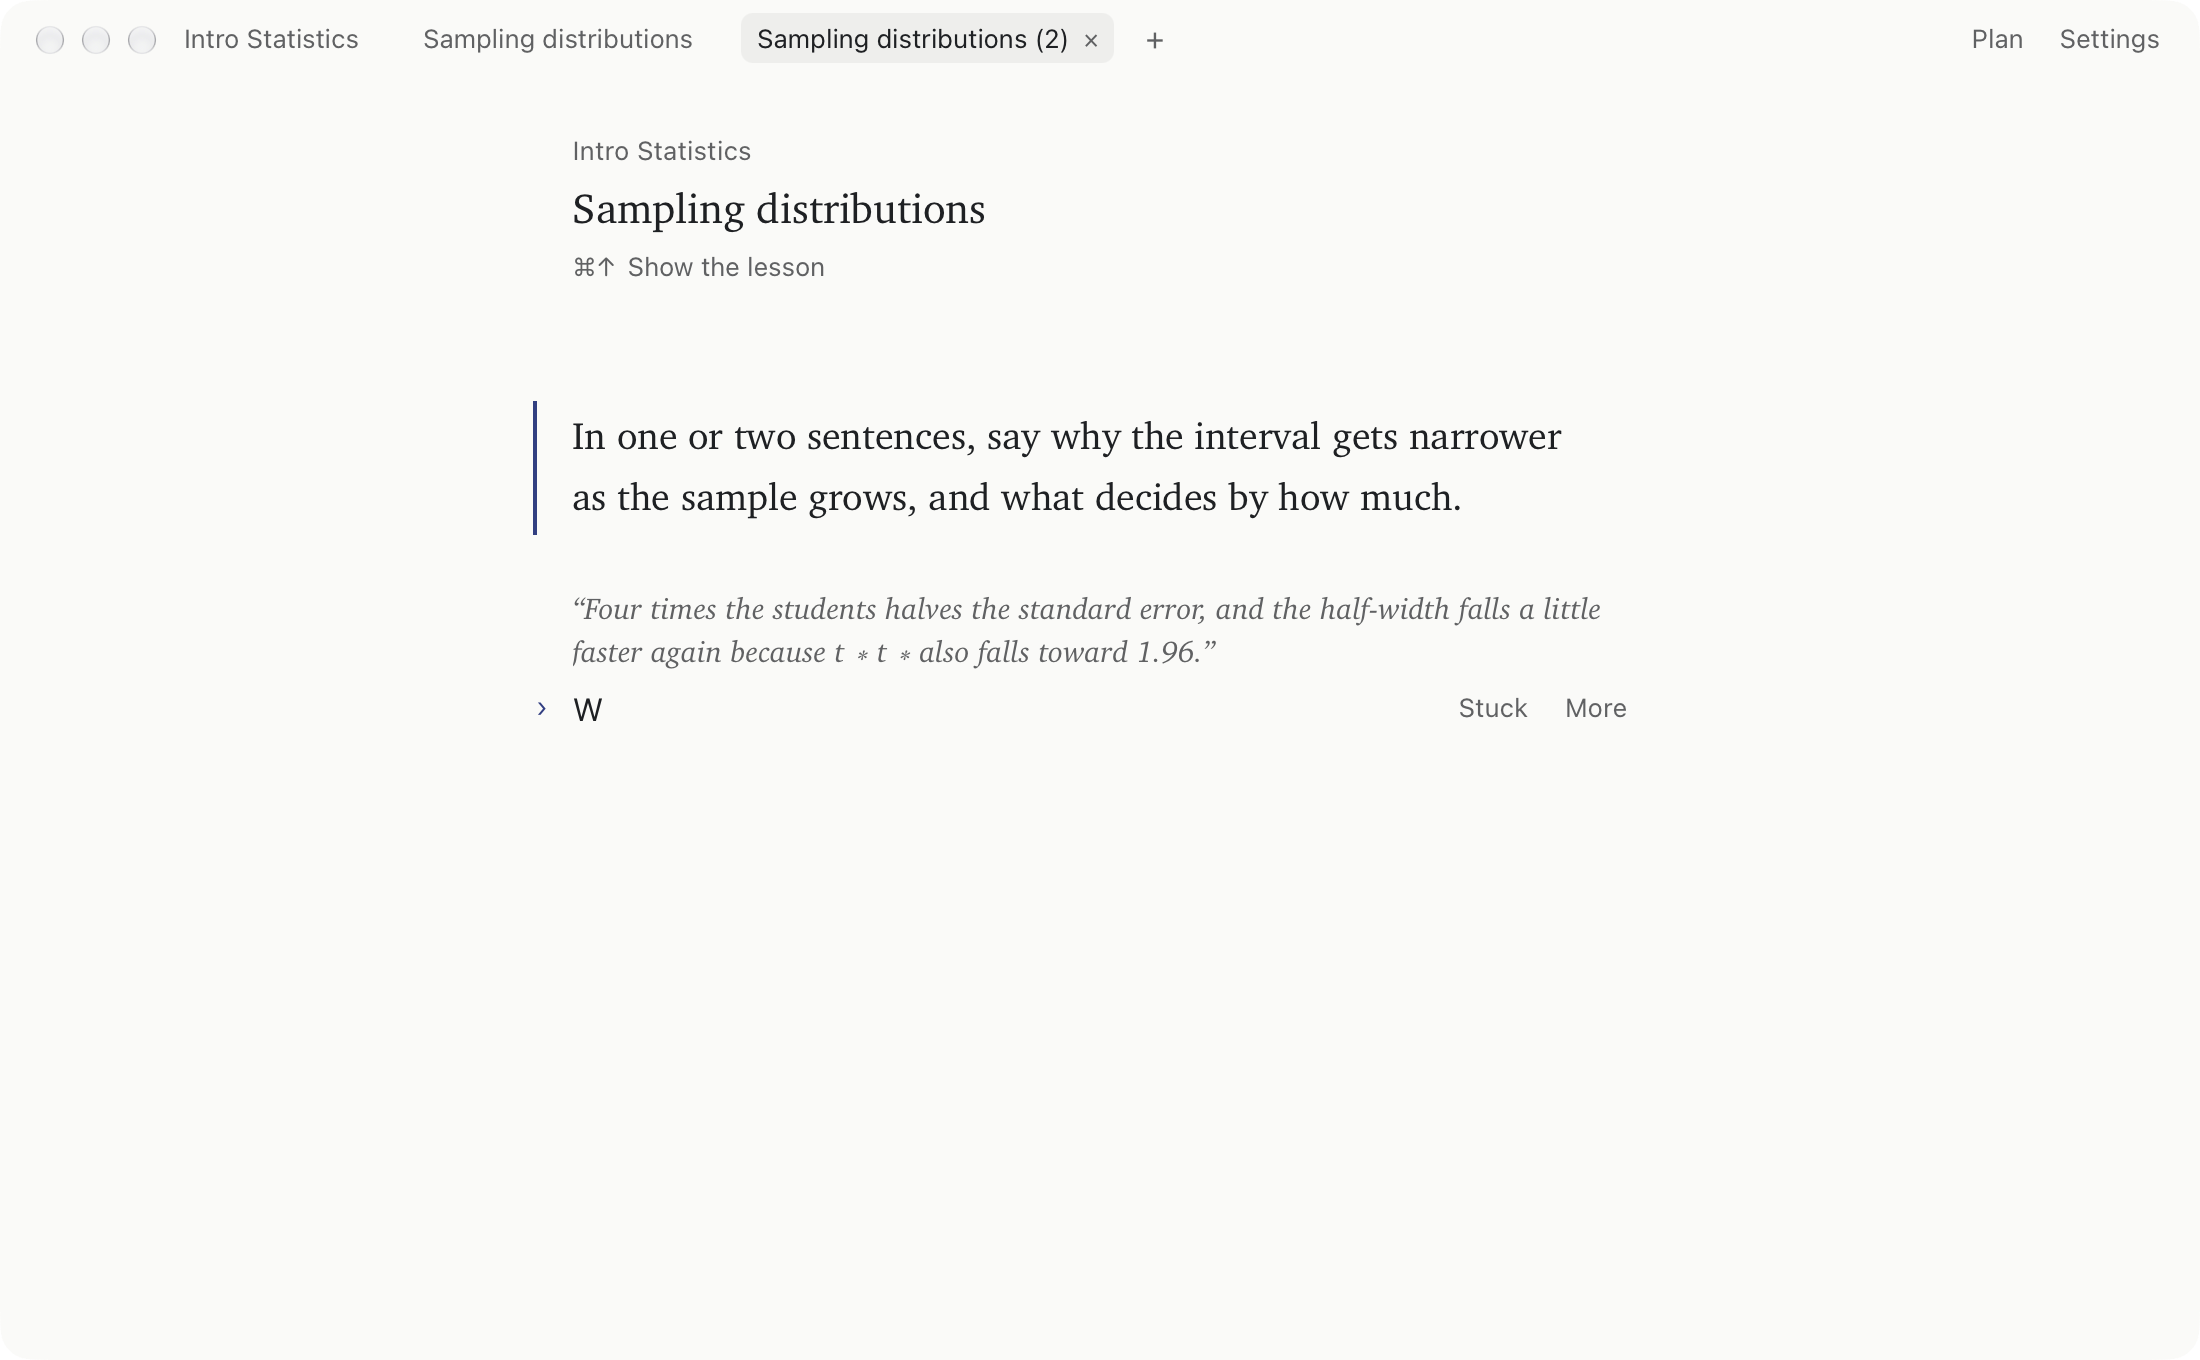 Intro Statistics
Sampling distributions
Sampling distributions (2) ×
+
Plan
Settings
Intro Statistics
Sampling distributions
⌘↑ Show the lesson
In one or two sentences, say why the interval gets narrower
as the sample grows, and what decides by how much.
“Four times the students halves the standard error, and the half-width falls a little
faster again because t ∗ t ∗ also falls toward 1.96.”
› W
Stuck
More